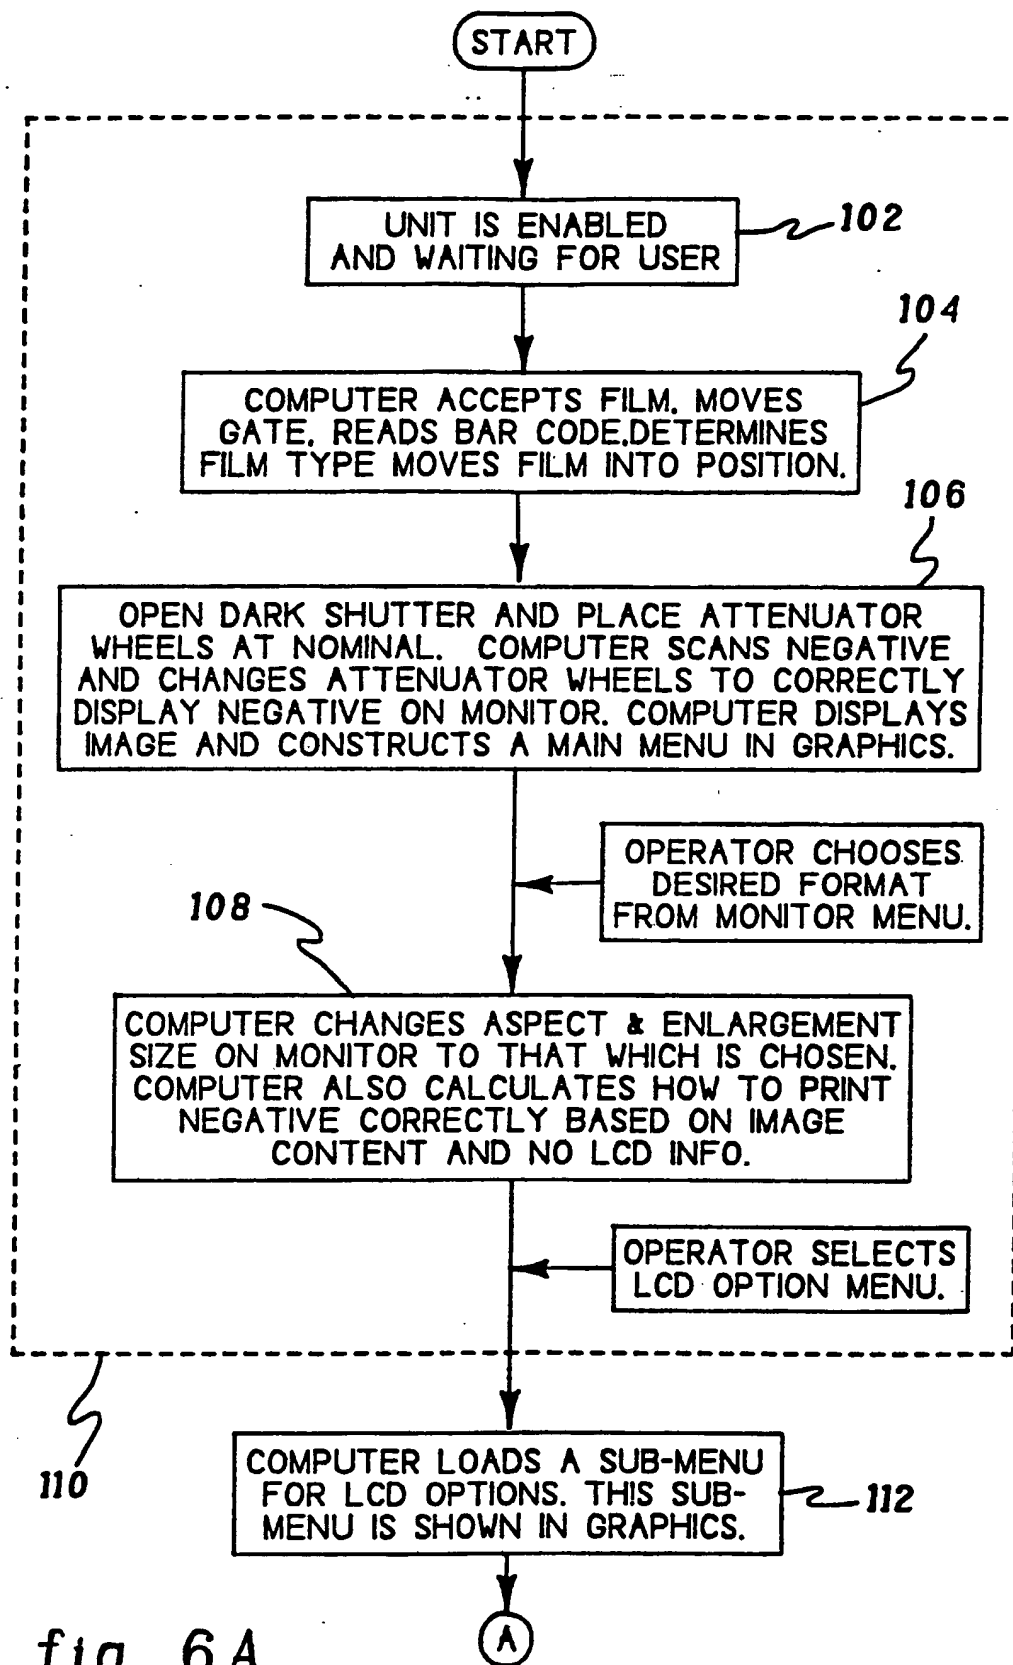 START
UNIT IS ENABLED
AND WAITING FOR USER
102
104
COMPUTER ACCEPTS FILM. MOVES
GATE. READS BAR CODE.DETERMINES
FILM TYPE MOVES FILM INTO POSITION.
106
OPEN DARK SHUTTER AND PLACE ATTENUATOR
WHEELS AT NOMINAL. COMPUTER SCANS NEGATIVE
AND CHANGES ATTENUATOR WHEELS TO CORRECTLY
DISPLAY NEGATIVE ON MONITOR. COMPUTER DISPLAYS
IMAGE AND CONSTRUCTS A MAIN MENU IN GRAPHICS.
OPERATOR CHOOSES
DESIRED FORMAT
FROM MONITOR MENU.
108
COMPUTER CHANGES ASPECT & ENLARGEMENT
SIZE ON MONITOR TO THAT WHICH IS CHOSEN.
COMPUTER ALSO CALCULATES HOW TO PRINT
NEGATIVE CORRECTLY BASED ON IMAGE
CONTENT AND NO LCD INFO.
OPERATOR SELECTS
LCD OPTION MENU.
110
COMPUTER LOADS A SUB-MENU
FOR LCD OPTIONS. THIS SUB-
MENU IS SHOWN IN GRAPHICS.
112
A
fig. 6A